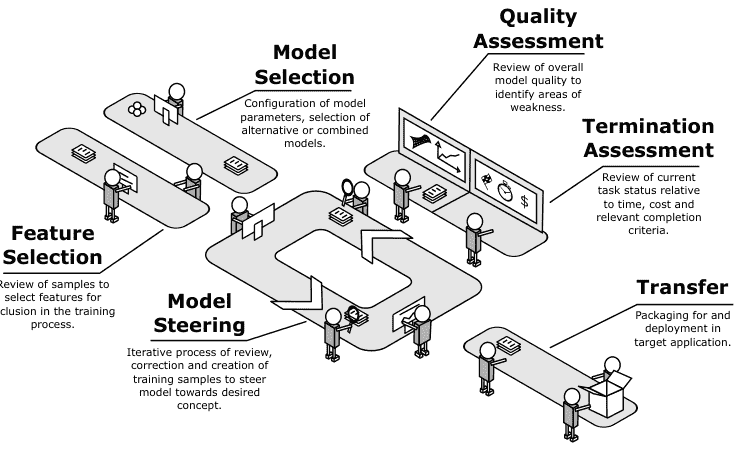 Quality
Assessment
Review of overall
model quality to
identify areas of
weakness.
Model
Selection
Configuration of model
parameters, selection of
alternative or combined
models.
Termination
Assessment
Review of current
task status relative
to time, cost and
relevant completion
criteria.
Feature
Selection
Review of samples to
select features for
clusion in the training
process.
Model
Steering
Iterative process of review,
correction and creation of
training samples to steer
model towards desired
concept.
Transfer
Packaging for and
deployment in
target application.
$